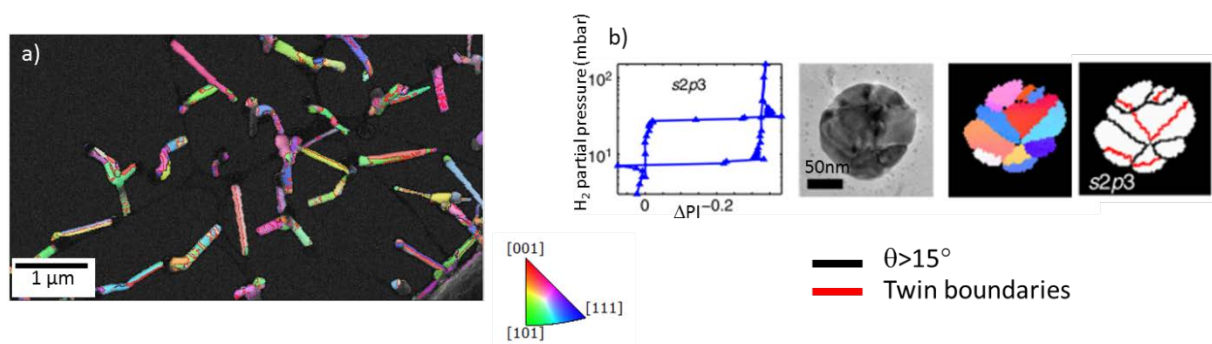 a)
1 μm
[001]
[101]
[111]
b)
H2 partial pressure (mbar)
10²
10¹
s2p3
0
-0.2
ΔPI
50nm
s2p3
θ>15°
Twin boundaries